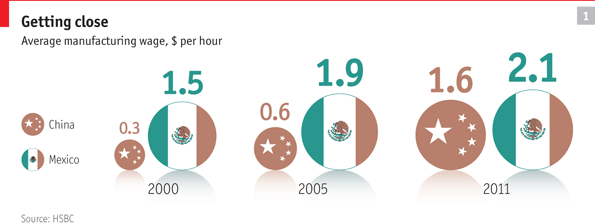 Getting close
1
Average manufacturing wage, $ per hour
China
Mexico
0.3
1.5
0.6
1.9
1.6
2.1
2000
2005
2011
Source: HSBC